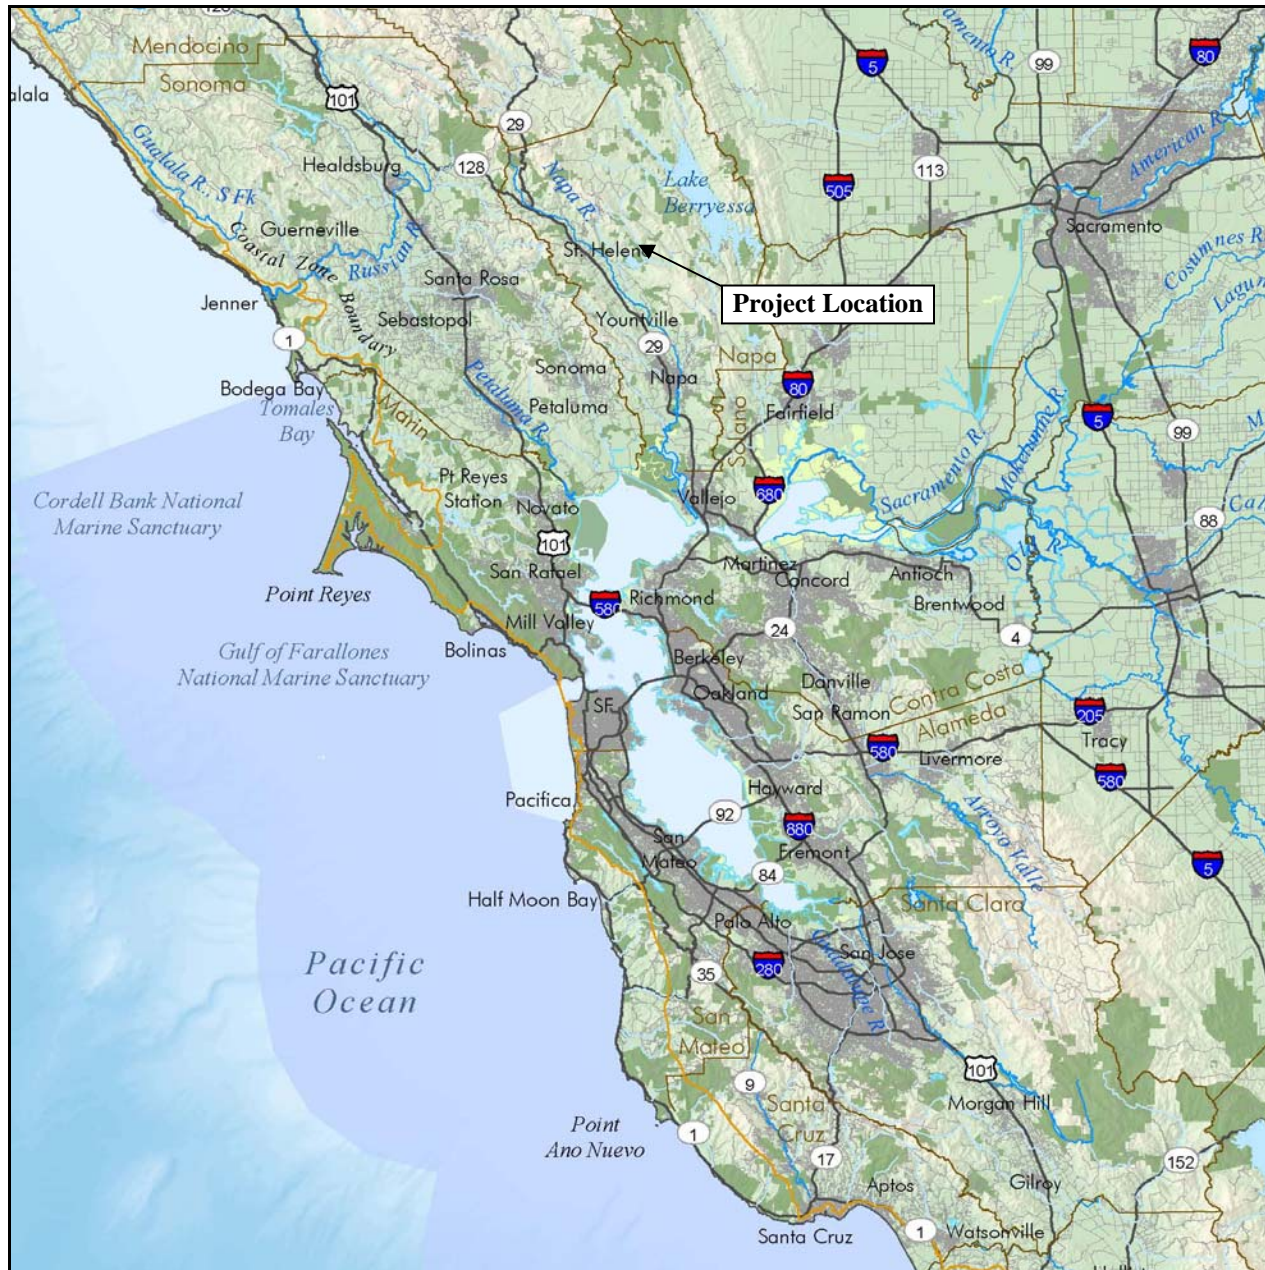 128
Mendocino
Sonoma
alala
101
29
128
Healdsburg
Gualala R., S Fk
Guerneville
Coastal Zone Boundary
Russian R.
Napa R.
Lake
Berryessa
St. Helena
Santa Rosa
Jenner
Sebastopol
Yountville
Project Location
5
99
80
505
113
American R.
Sacramento
Cosumnes R.
Lagun
1
29
Napa
Napa
Sonoma
Petaluma
Petaluma R.
Bodega Bay
Tomales
Bay
Marin
80
Fairfield
Solano
5
99
Sacramento R.
Mokelumne R.
Pt Reyes
Station
Novato
Vallejo
680
Cordell Bank National
Marine Sanctuary
88
101
San Rafael
Martinez
Concord
Antioch
Brentwood
Point Reyes
580
Richmond
Mill Valley
24
4
Bolinas
Berkeley
Gulf of Farallones
National Marine Sanctuary
Oakland
Danville
San Ramon
Contra Costa
Alameda
SF
205
Tracy
580
Livermore
580
Pacifica
Hayward
92
880
San
Mateo
Fremont
Arroyo Valle
84
5
Half Moon Bay
Santa Clara
Palo Alto
Guadalupe R.
San Jose
Pacific
Ocean
35
280
San
Mateo
101
9
Santa
Cruz
Morgan Hill
Point
Ano Nuevo
1
17
152
Aptos
Gilroy
Santa Cruz
1
Watsonville